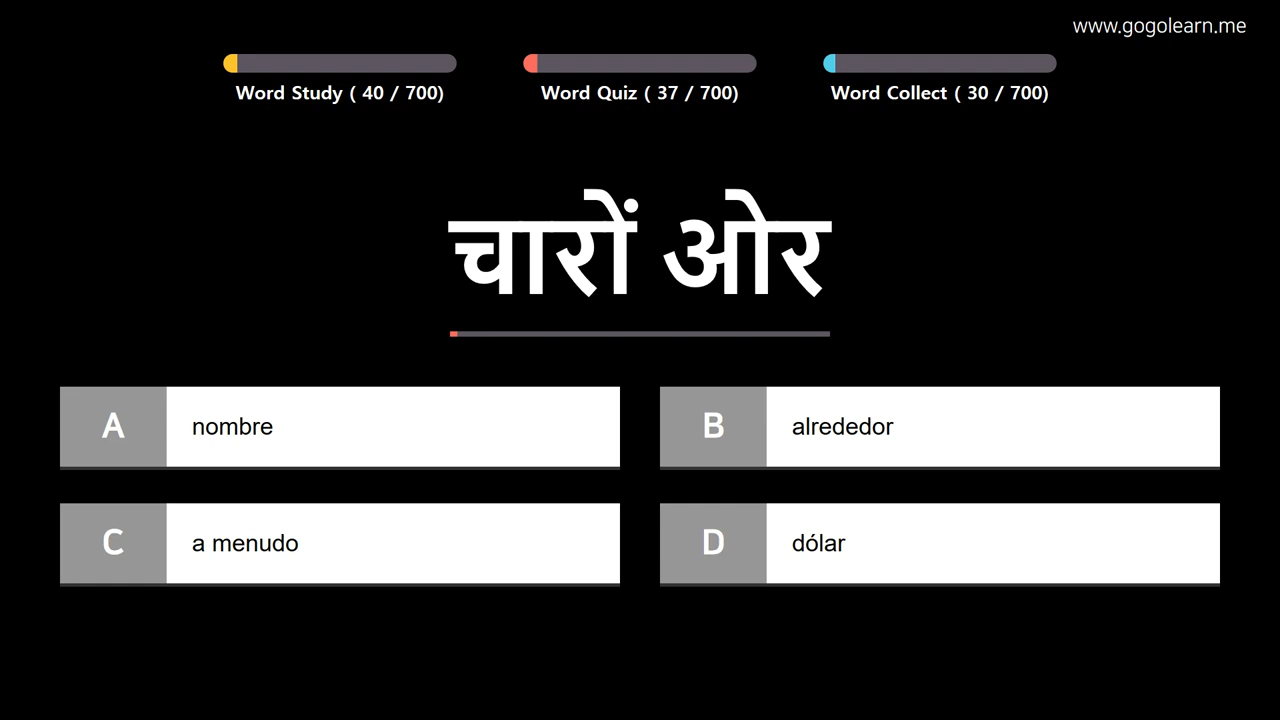 www.gogolearn.me
Word Study ( 40 / 700)
Word Quiz ( 37 / 700)
Word Collect ( 30 / 700)
चारों ओर
A nombre
B alrededor
C a menudo
D dólar